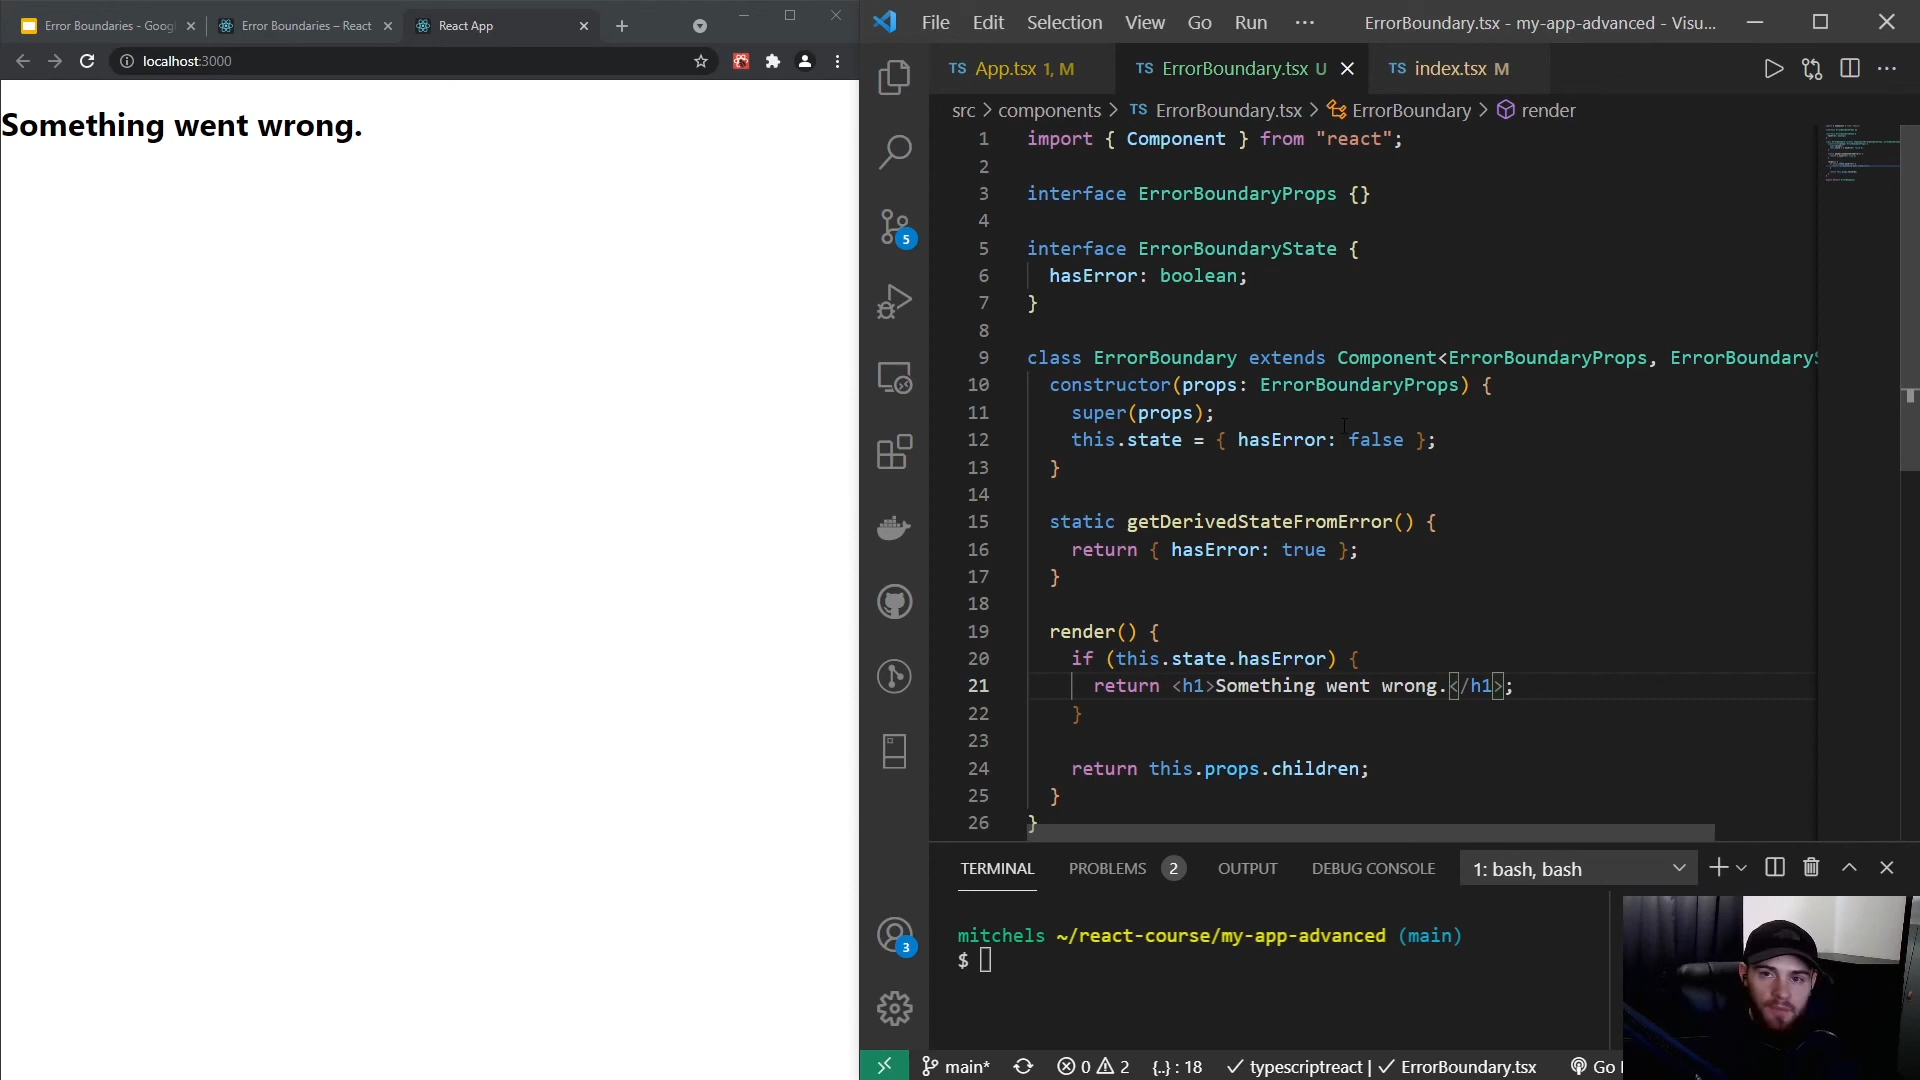 Error Boundaries - Goog
Error Boundaries – React
React App
localhost:3000
Something went wrong.
File Edit Selection View Go Run ···
ErrorBoundary.tsx - my-app-advanced - Visu...
TS App.tsx 1, M
TS ErrorBoundary.tsx U
TS index.tsx M
src > components > TS ErrorBoundary.tsx > ErrorBoundary > render
1 import { Component } from "react";
2
3 interface ErrorBoundaryProps {}
4
5 interface ErrorBoundaryState {
6 hasError: boolean;
7 }
8
9 class ErrorBoundary extends Component<ErrorBoundaryProps, ErrorBoundaryS
10 constructor(props: ErrorBoundaryProps) {
11 super(props);
12 this.state = { hasError: false };
13 }
14
15 static getDerivedStateFromError() {
16 return { hasError: true };
17 }
18
19 render() {
20 if (this.state.hasError) {
21 return <h1>Something went wrong.</h1>;
22 }
23
24 return this.props.children;
25 }
26 }
5
3
TERMINAL PROBLEMS 2 OUTPUT DEBUG CONSOLE 1: bash, bash
mitchels ~/react-course/my-app-advanced (main)
$
main* 0 2 {..} : 18 typescriptreact | ErrorBoundary.tsx Go